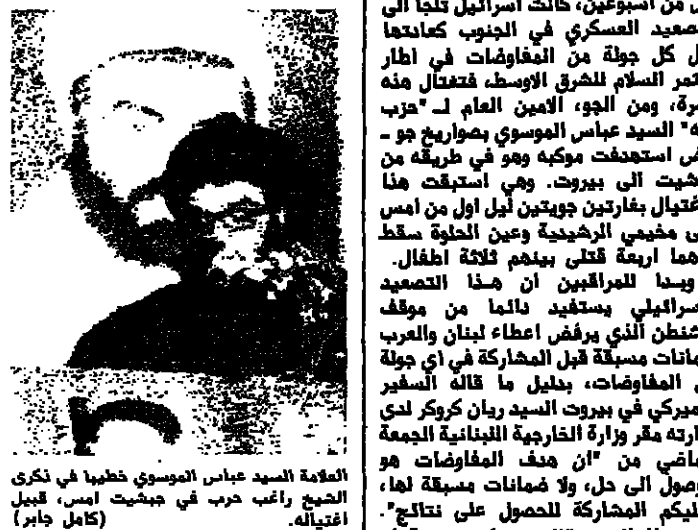 من اسبوعين، كانت اسرائيل تلجأ الى
صعيد العسكري في الجنوب كعادتها
ل كل جولة من المفاوضات في اطار
تمر السلام للشرق الاوسط، فتغتال هذه
رة، ومن الجو، الامين العام لـ "حزب
ه" السيد عباس الموسوي بصواريخ جو ـ
ض استهدفت موكبه وهو في طريقه من
شيت الى بيروت. وهي استبقت هذا
غتيال بغارتين جويتين ليل اول من امس
ى مخيمي الرشيدية وعين الحلوة سقط
هما اربعة قتلى بينهم ثلاثة اطفال.
وبدا للمراقبين ان هذا التصعيد
سرائيلي يستفيد دائما من موقف
شنطن الذي يرفض اعطاء لبنان والعرب
مانات مسبقة قبل المشاركة في اي جولة
المفاوضات، بدليل ما قاله السفير
ميركي في بيروت السيد ريان كروكر لدى
ارته مقر وزارة الخارجية اللبنانية الجمعة
ماضي من "ان هدف المفاوضات هو
وصول الى حل، ولا ضمانات مسبقة لها،
ليكم المشاركة للحصول على نتائج".
العلامة السيد عباس الموسوي خطيبا في ذكرى
الشيخ راغب حرب في جبشيت امس، قبيل
اغتياله. (كامل جابر)